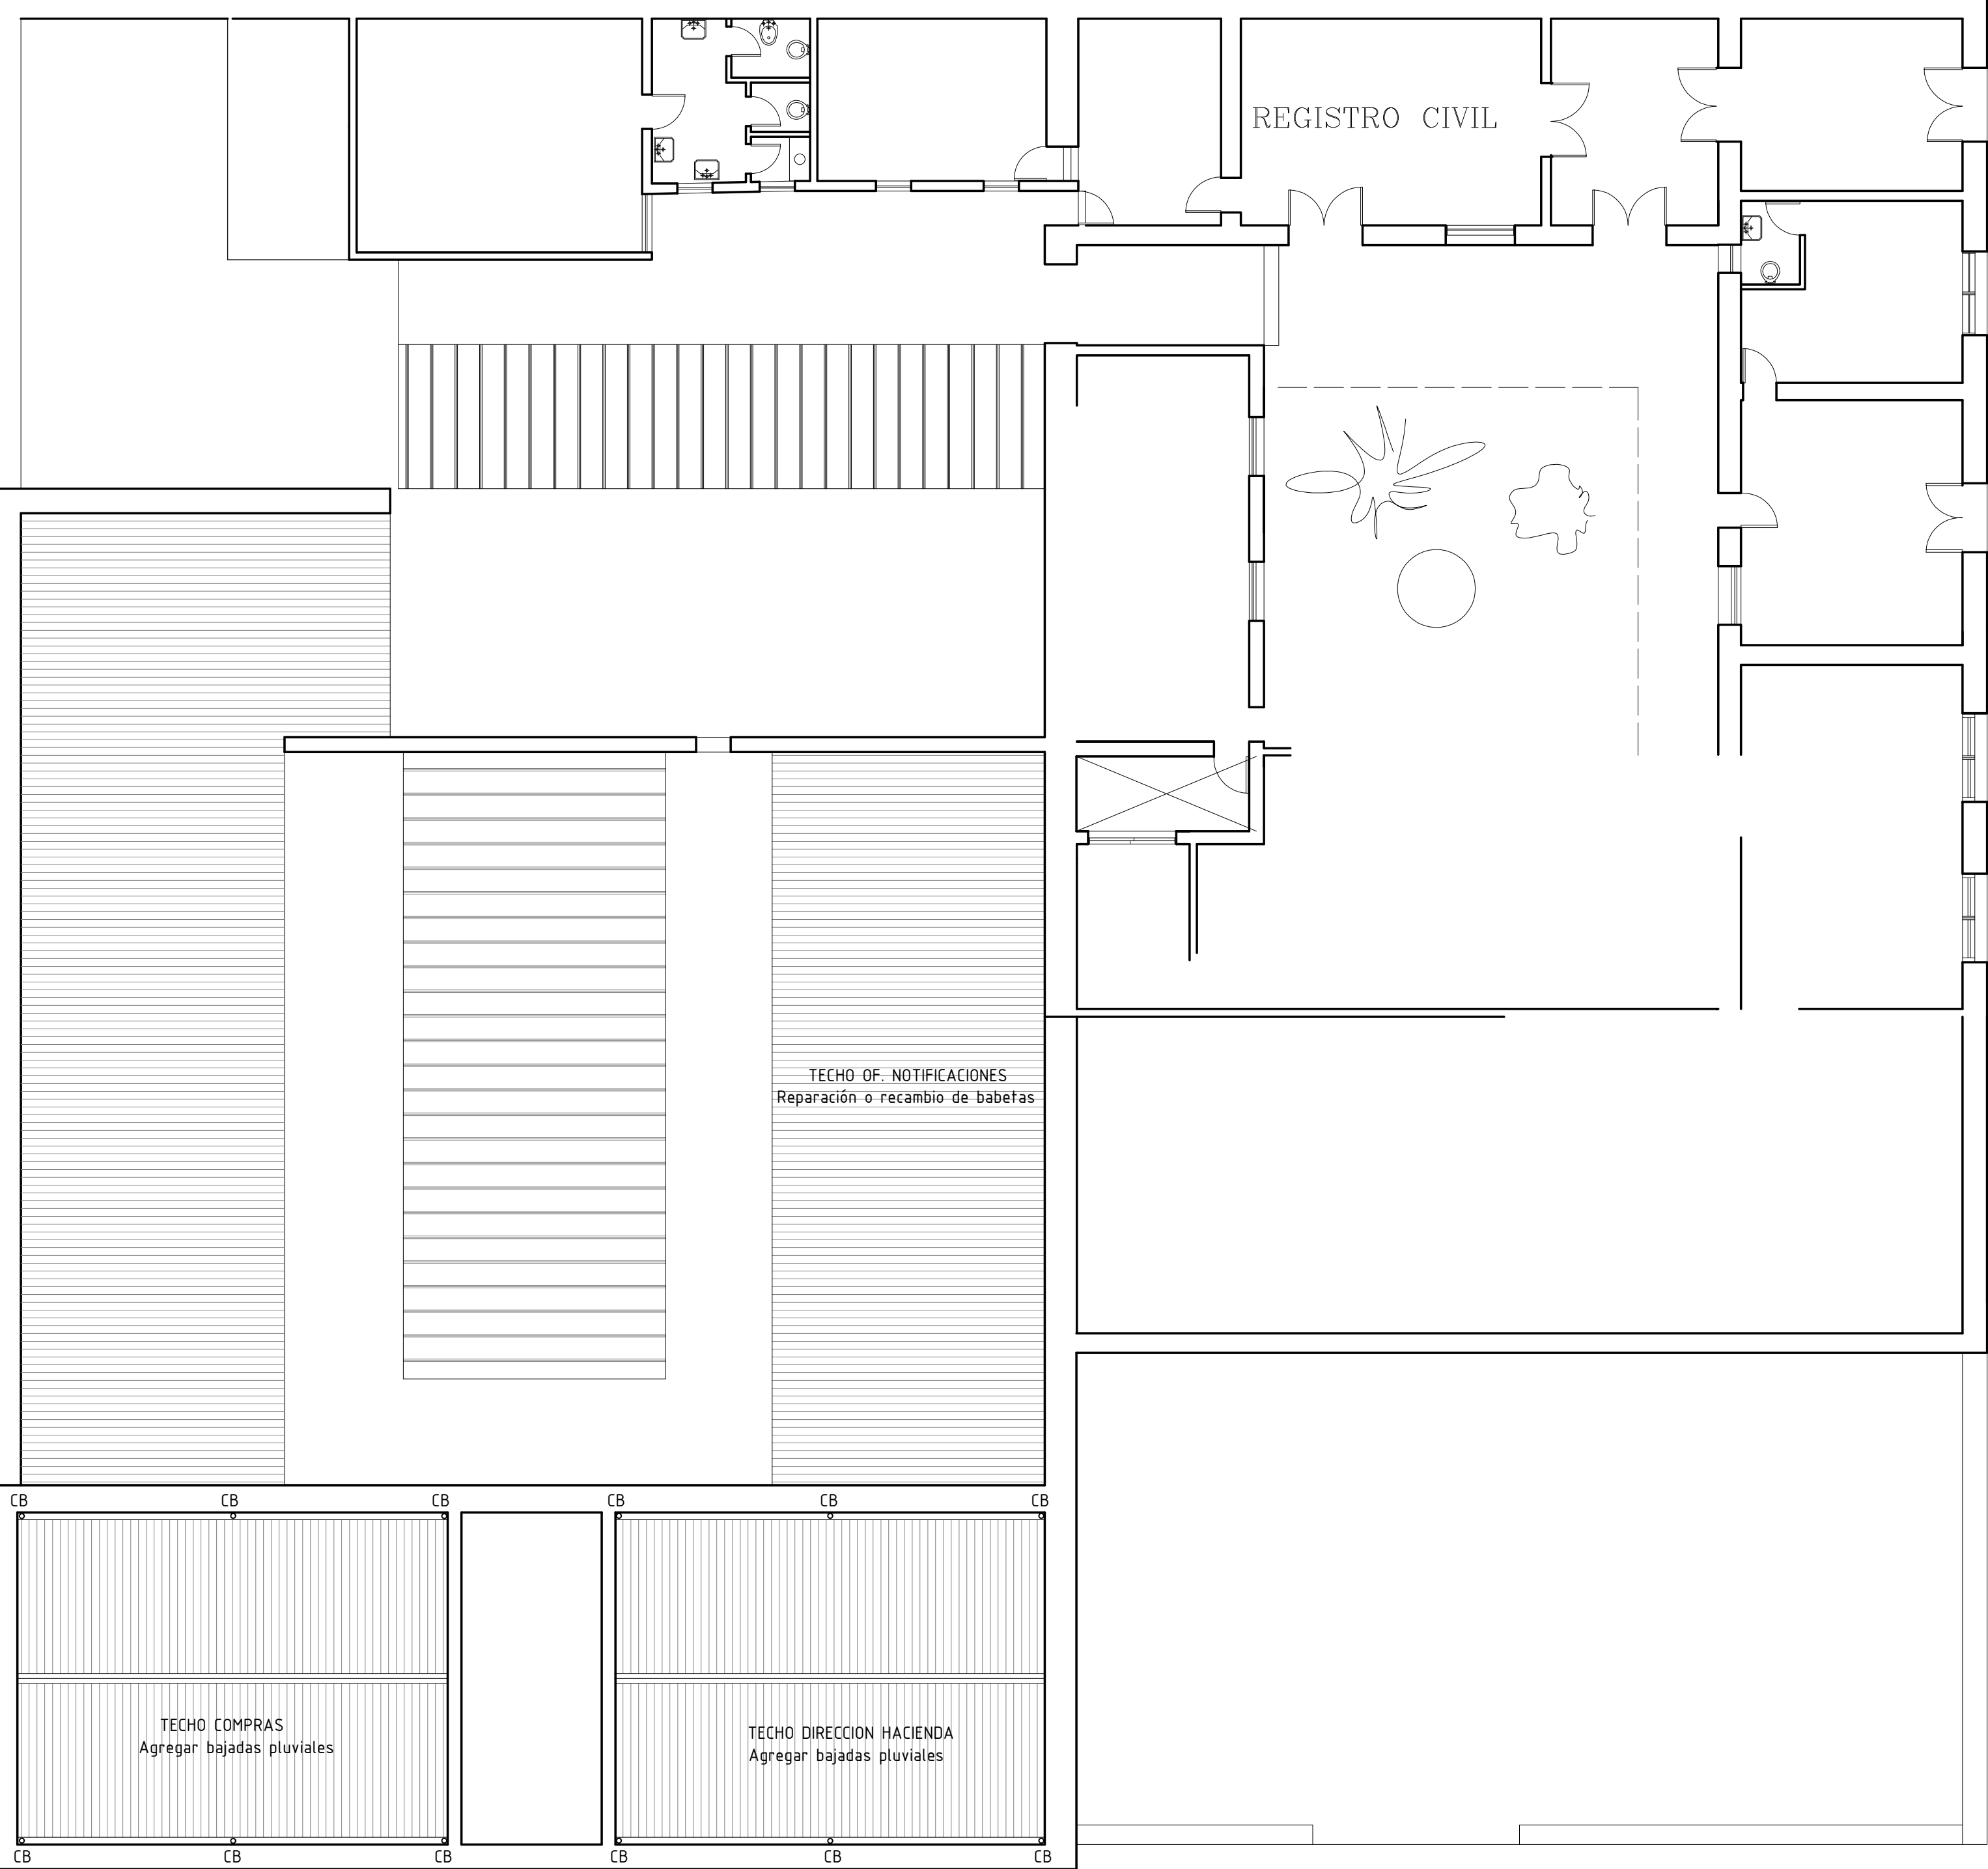 REGISTRO CIVIL
TECHO OF. NOTIFICACIONES
Reparación o recambio de babetas
CB CB CB CB CB CB
TECHO COMPRAS
Agregar bajadas pluviales
TECHO DIRECCION HACIENDA
Agregar bajadas pluviales
CB CB CB CB CB CB